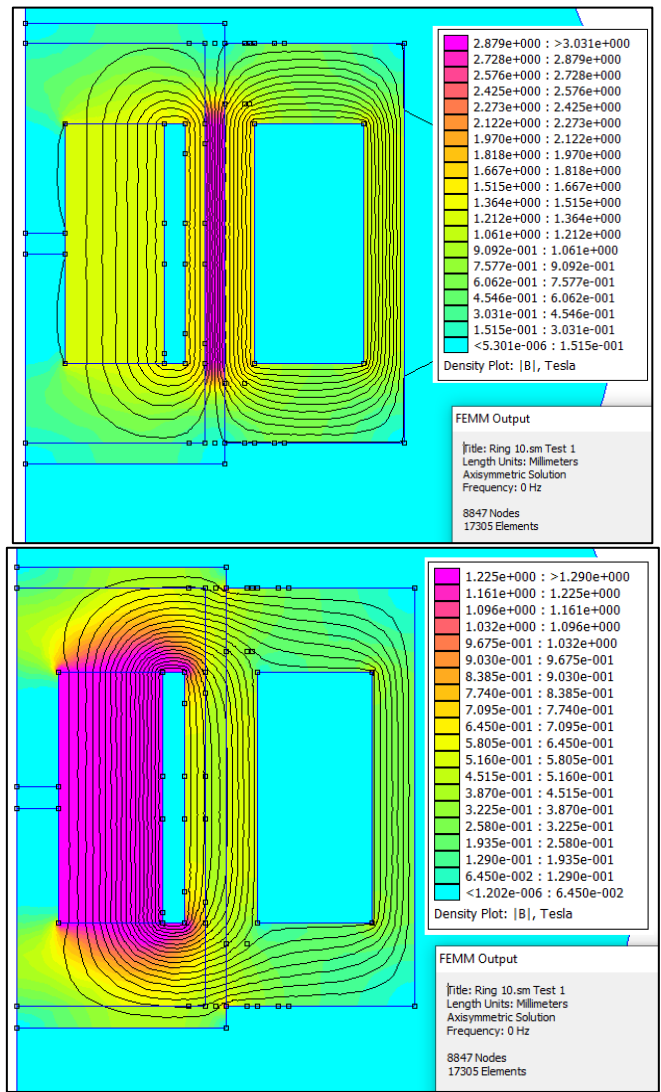 2.879e+000 : >3.031e+000
2.728e+000 : 2.879e+000
2.576e+000 : 2.728e+000
2.425e+000 : 2.576e+000
2.273e+000 : 2.425e+000
2.122e+000 : 2.273e+000
1.970e+000 : 2.122e+000
1.818e+000 : 1.970e+000
1.667e+000 : 1.818e+000
1.515e+000 : 1.667e+000
1.364e+000 : 1.515e+000
1.212e+000 : 1.364e+000
1.061e+000 : 1.212e+000
9.092e-001 : 1.061e+000
7.577e-001 : 9.092e-001
6.062e-001 : 7.577e-001
4.546e-001 : 6.062e-001
3.031e-001 : 4.546e-001
1.515e-001 : 3.031e-001
<5.301e-006 : 1.515e-001
Density Plot: |B|, Tesla
FEMM Output
Title: Ring 10.sm Test 1
Length Units: Millimeters
Axisymmetric Solution
Frequency: 0 Hz
8847 Nodes
17305 Elements
1.225e+000 : >1.290e+000
1.161e+000 : 1.225e+000
1.096e+000 : 1.161e+000
1.032e+000 : 1.096e+000
9.675e-001 : 1.032e+000
9.030e-001 : 9.675e-001
8.385e-001 : 9.030e-001
7.740e-001 : 8.385e-001
7.095e-001 : 7.740e-001
6.450e-001 : 7.095e-001
5.805e-001 : 6.450e-001
5.160e-001 : 5.805e-001
4.515e-001 : 5.160e-001
3.870e-001 : 4.515e-001
3.225e-001 : 3.870e-001
2.580e-001 : 3.225e-001
1.935e-001 : 2.580e-001
1.290e-001 : 1.935e-001
6.450e-002 : 1.290e-001
<1.202e-006 : 6.450e-002
Density Plot: |B|, Tesla
FEMM Output
Title: Ring 10.sm Test 1
Length Units: Millimeters
Axisymmetric Solution
Frequency: 0 Hz
8847 Nodes
17305 Elements